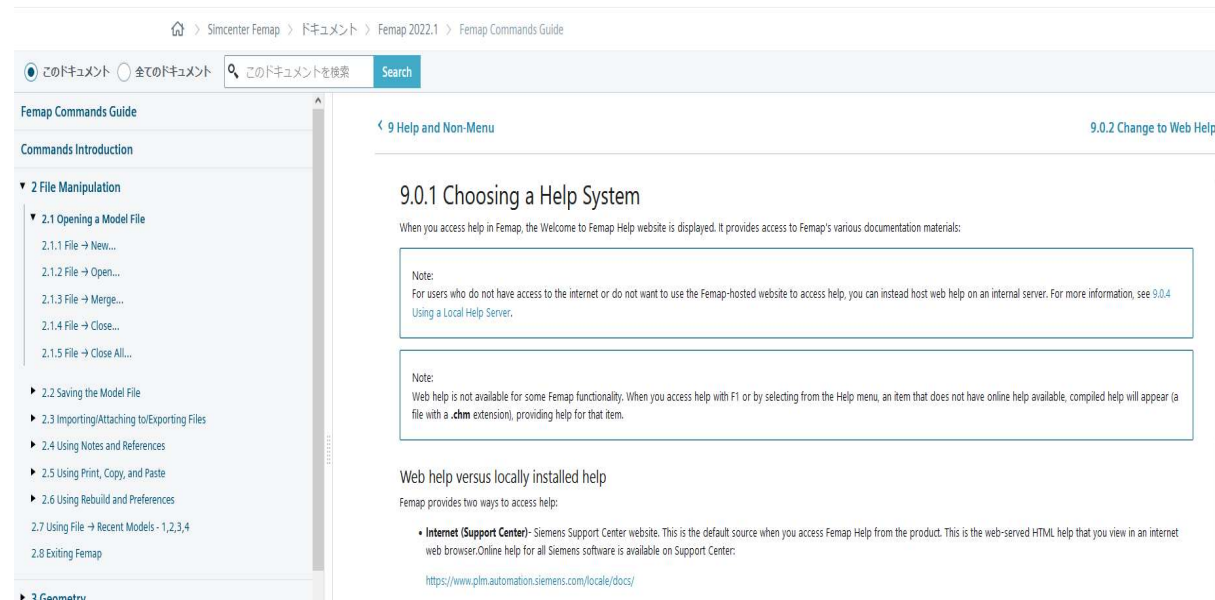 Simcenter Femap > ドキュメント > Femap 2022.1 > Femap Commands Guide
このドキュメント 全てのドキュメント このドキュメントを検索 Search
Femap Commands Guide
Commands Introduction
2 File Manipulation
2.1 Opening a Model File
2.1.1 File → New...
2.1.2 File → Open...
2.1.3 File → Merge...
2.1.4 File → Close...
2.1.5 File → Close All...
2.2 Saving the Model File
2.3 Importing/Attaching to/Exporting Files
2.4 Using Notes and References
2.5 Using Print, Copy, and Paste
2.6 Using Rebuild and Preferences
2.7 Using File → Recent Models - 1,2,3,4
2.8 Exiting Femap
3 Geometry
9 Help and Non-Menu
9.0.2 Change to Web Help
9.0.1 Choosing a Help System
When you access help in Femap, the Welcome to Femap Help website is displayed. It provides access to Femap's various documentation materials:
Note:
For users who do not have access to the internet or do not want to use the Femap-hosted website to access help, you can instead host web help on an internal server. For more information, see 9.0.4
Using a Local Help Server.
Note:
Web help is not available for some Femap functionality. When you access help with F1 or by selecting from the Help menu, an item that does not have online help available, compiled help will appear (a
file with a .chm extension), providing help for that item.
Web help versus locally installed help
Femap provides two ways to access help:
• Internet (Support Center)- Siemens Support Center website. This is the default source when you access Femap Help from the product. This is the web-served HTML help that you view in an internet
web browser.Online help for all Siemens software is available on Support Center:
https://www.plm.automation.siemens.com/locale/docs/